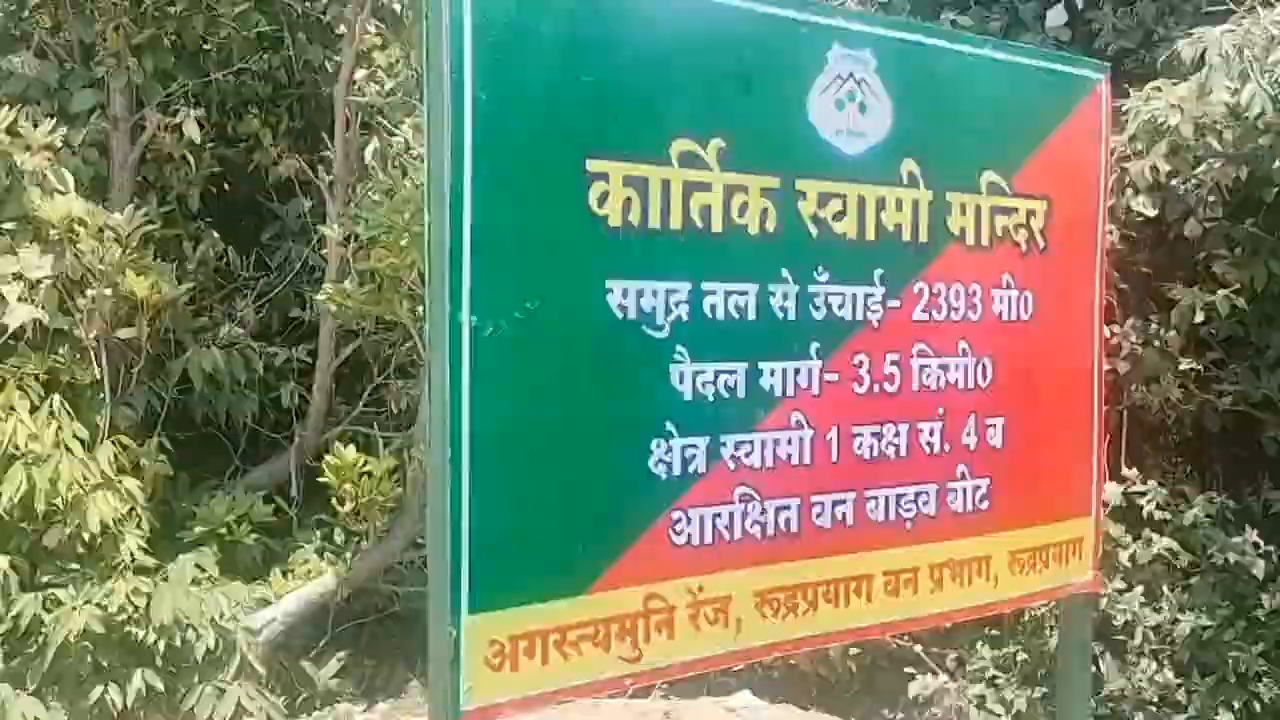 कार्तिक स्वामी मन्दिर
समुद्र तल से उँचाई- 2393 मी0
पैदल मार्ग- 3.5 किमी0
क्षेत्र स्वामी 1 कक्ष सं. 4 ब
आरक्षित वन बाड़व बीट
अगस्त्यमुनि रेंज, रूद्रप्रयाग वन प्रभाग, रूद्रप्रयाग